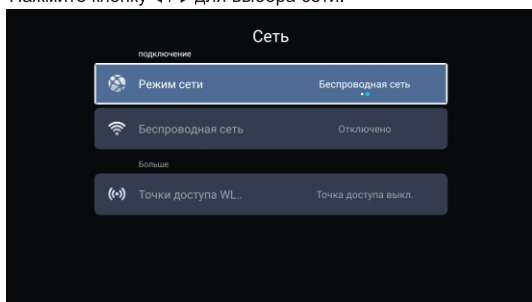 Нажмите кнопку ◄ / ► для выбора сети.
Сеть
подключение
Режим сети Беспроводная сеть
Беспроводная сеть Отключено
Больше
Точки доступа WL.. Точка доступа выкл.